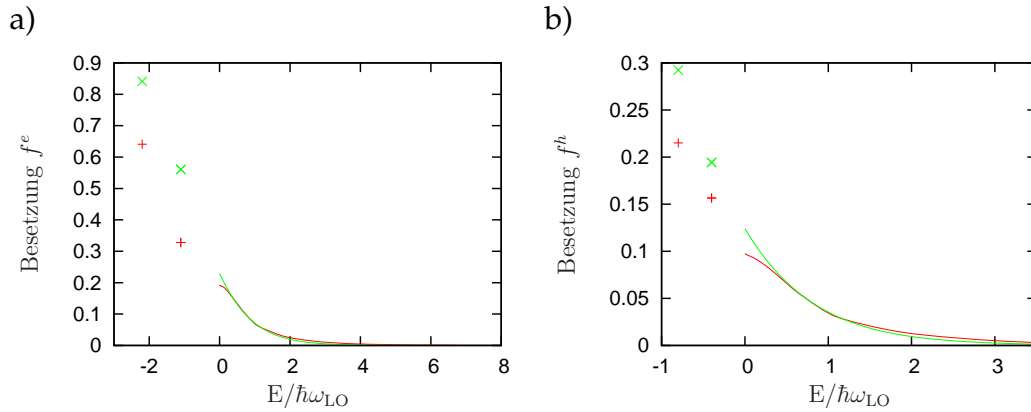 a)
0.9
0.8
0.7
0.6
0.5
0.4
0.3
0.2
0.1
0
-2 0 2 4 6 8
Besetzung f^e
E/ħω_LO
b)
0.3
0.25
0.2
0.15
0.1
0.05
0
-1 0 1 2 3
Besetzung f^h
E/ħω_LO